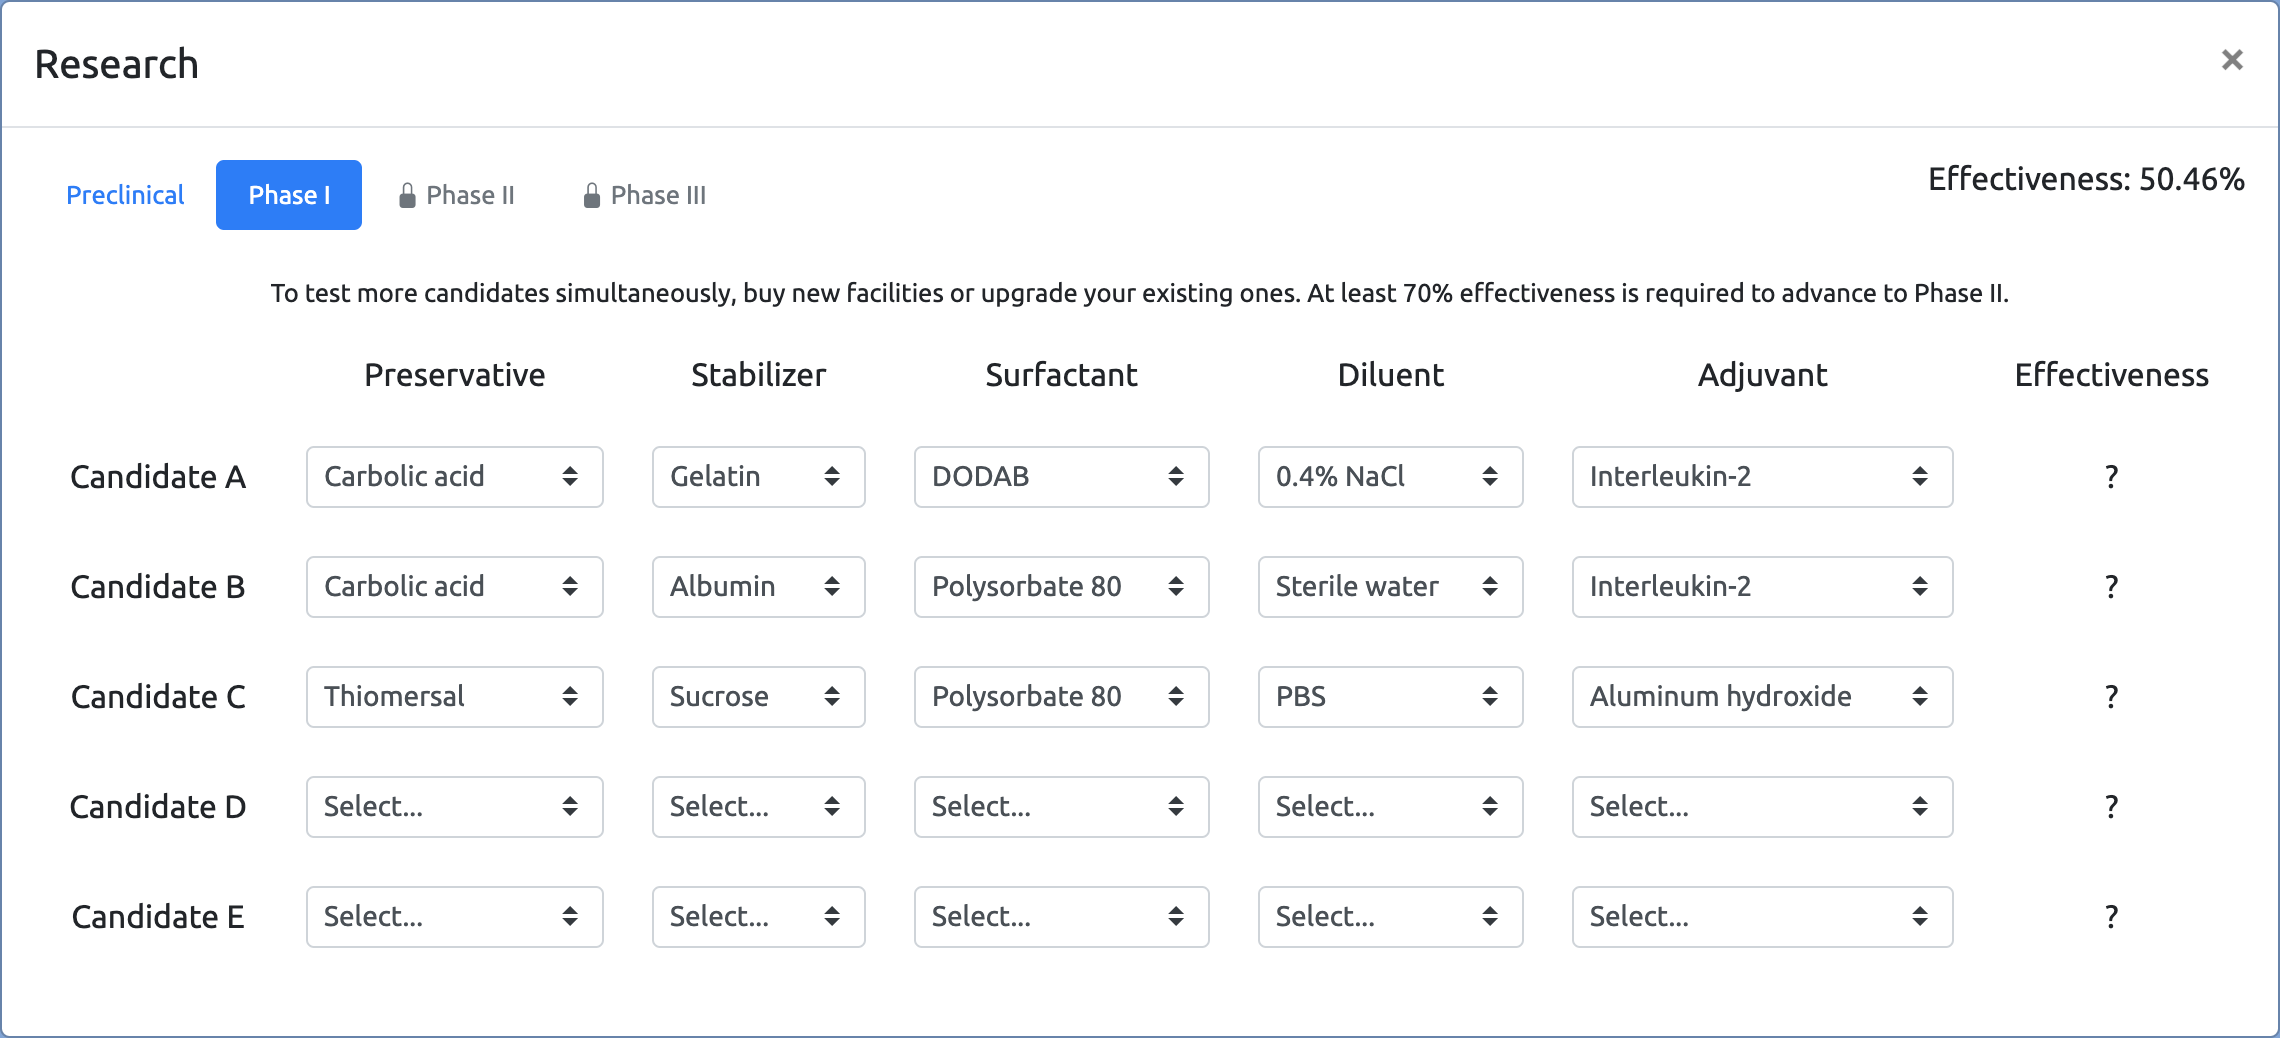 Research
Preclinical Phase I Phase II Phase III Effectiveness: 50.46%
To test more candidates simultaneously, buy new facilities or upgrade your existing ones. At least 70% effectiveness is required to advance to Phase II.
Preservative Stabilizer Surfactant Diluent Adjuvant Effectiveness
Candidate A Carbolic acid Gelatin DODAB 0.4% NaCl Interleukin-2 ?
Candidate B Carbolic acid Albumin Polysorbate 80 Sterile water Interleukin-2 ?
Candidate C Thiomersal Sucrose Polysorbate 80 PBS Aluminum hydroxide ?
Candidate D Select... Select... Select... Select... Select... ?
Candidate E Select... Select... Select... Select... Select... ?